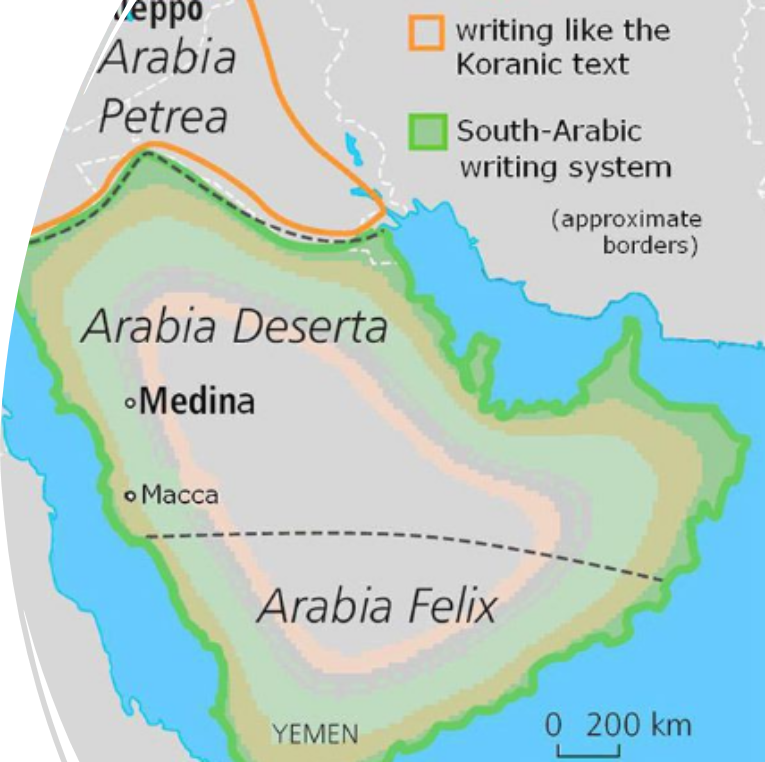 Arabia
Petrea
writing like the
Koranic text
South-Arabic
writing system
(approximate
borders)
Arabia Deserta
Medina
Macca
Arabia Felix
YEMEN
0 200 km